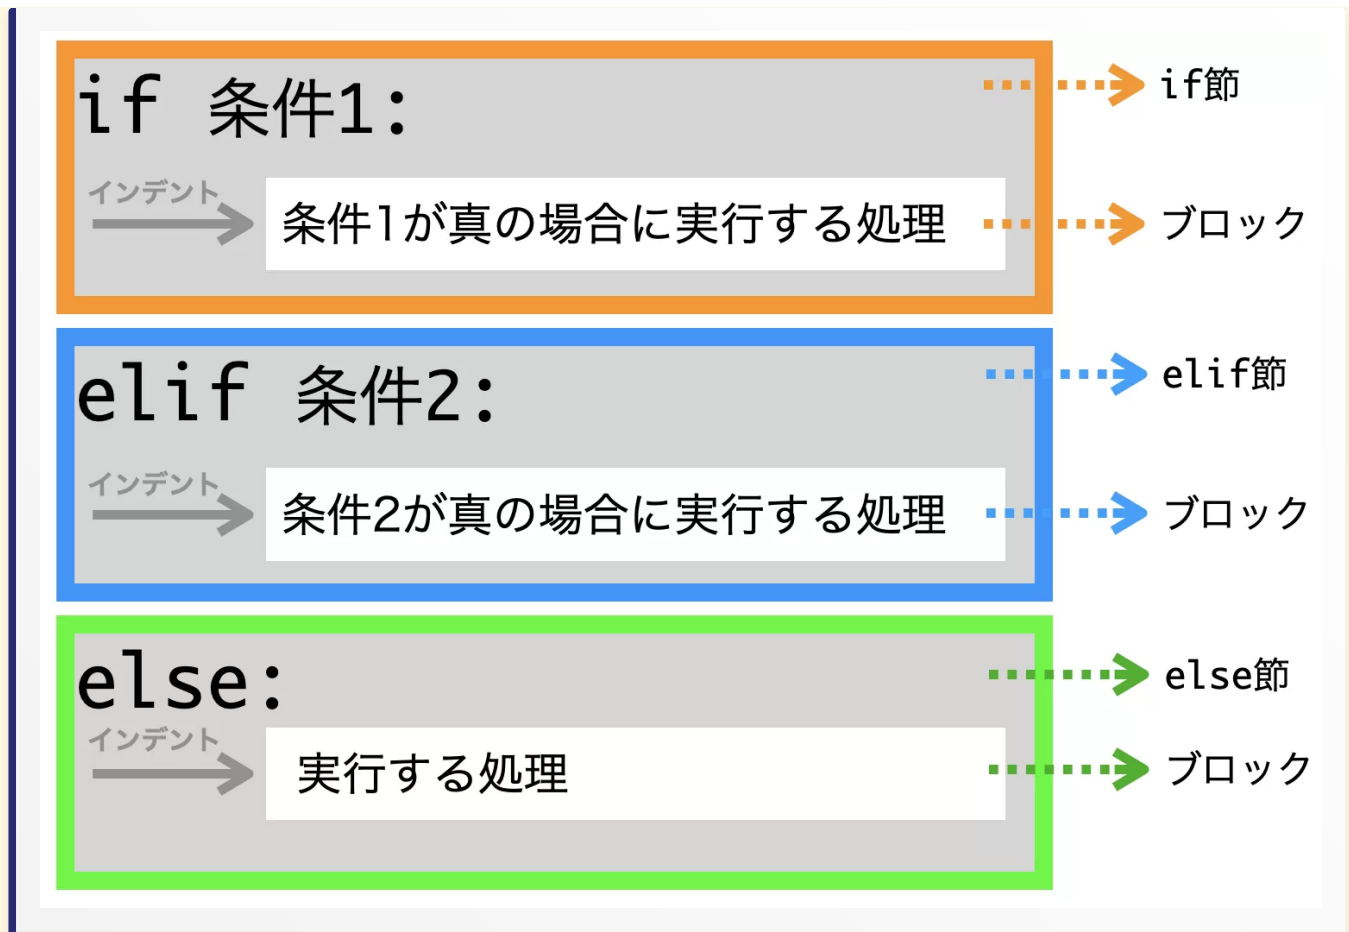 if 条件1:
if節
インデント
条件1が真の場合に実行する処理
ブロック
elif 条件2:
elif節
インデント
条件2が真の場合に実行する処理
ブロック
else:
else節
インデント
実行する処理
ブロック